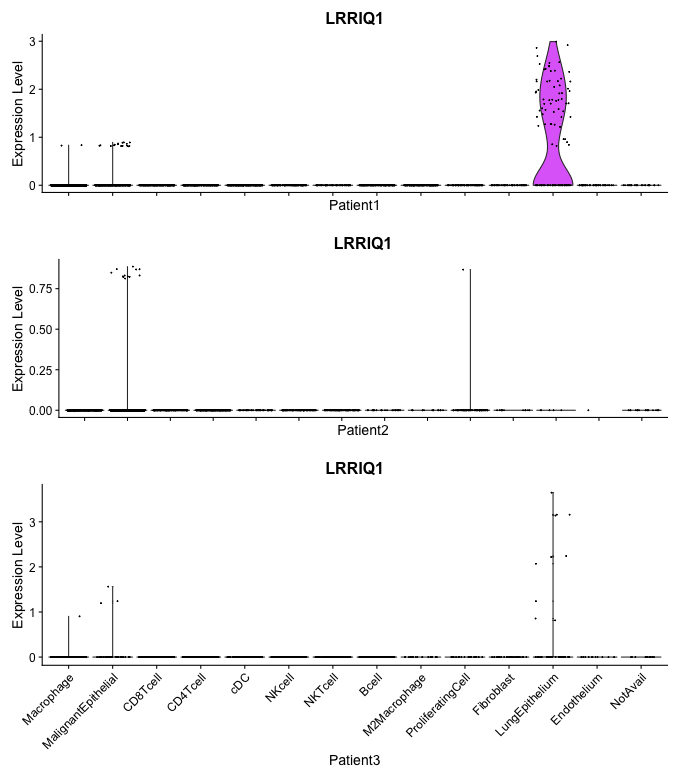 LRRIQ1
Expression Level
3
2
1
0
Patient1
LRRIQ1
Expression Level
0.75
0.50
0.25
0.00
Patient2
LRRIQ1
Expression Level
3
2
1
0
Macrophage
MalignantEpithelial
CD8Tcell
CD4Tcell
cDC
NKcell
NKTcell
Bcell
M2Macrophage
ProliferatingCell
Fibroblast
LungEpithelium
Endothelium
NotAvail
Patient3